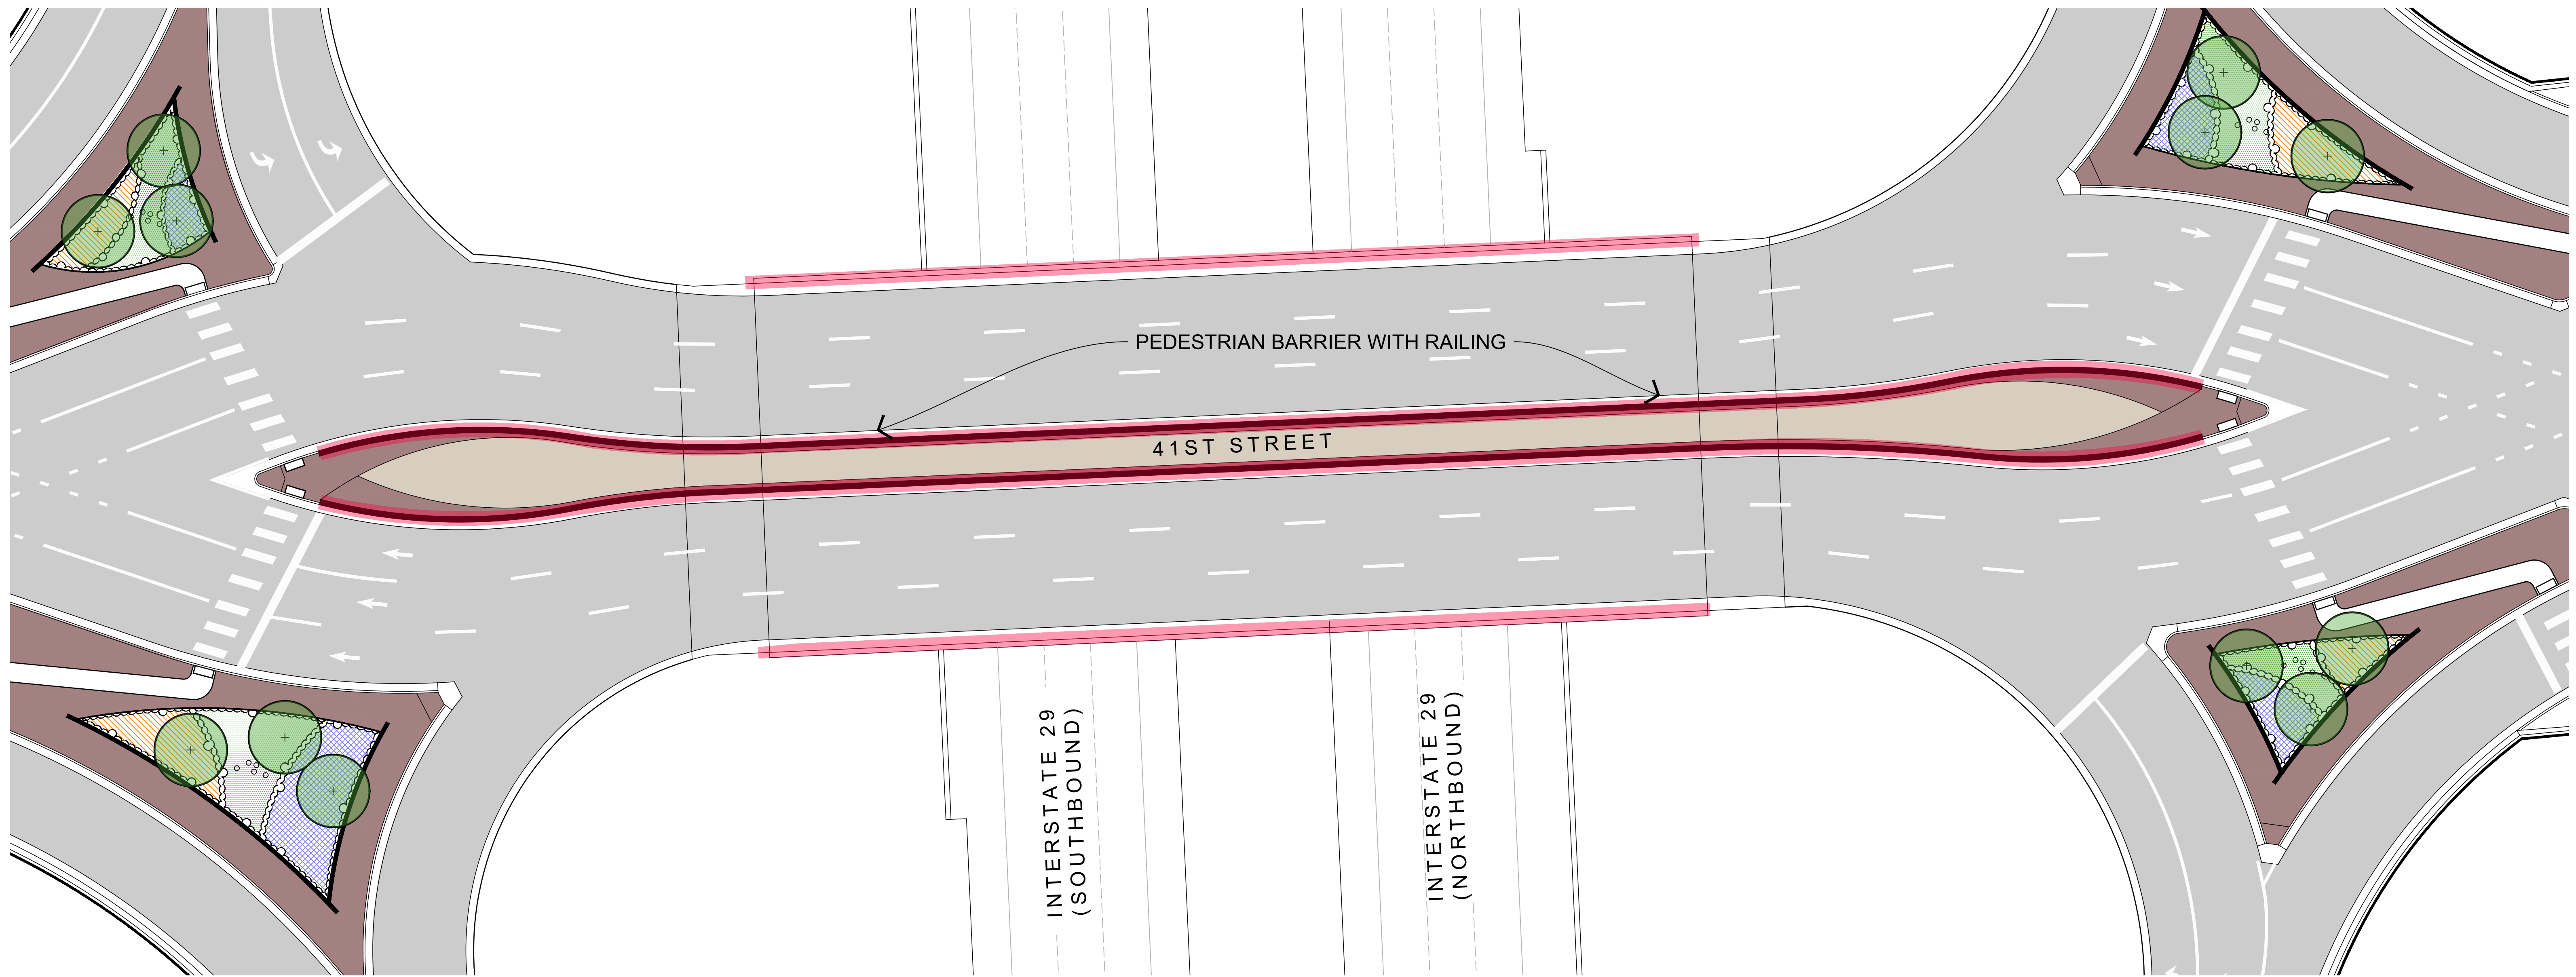 PEDESTRIAN BARRIER WITH RAILING
41ST STREET
INTERSTATE 29
(SOUTHBOUND)
INTERSTATE 29
(NORTHBOUND)